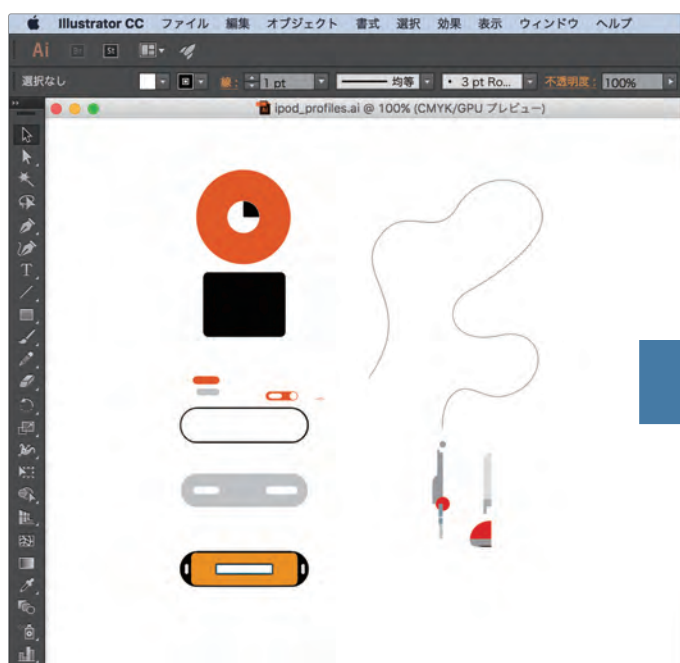 Illustrator CC ファイル 編集 オブジェクト 書式 選択 効果 表示 ウィンドウ ヘルプ
Ai Br St
選択なし 線: 1 pt 均等 3 pt Ro... 不透明度: 100%
ipod_profiles.ai @ 100% (CMYK/GPU プレビュー)
T